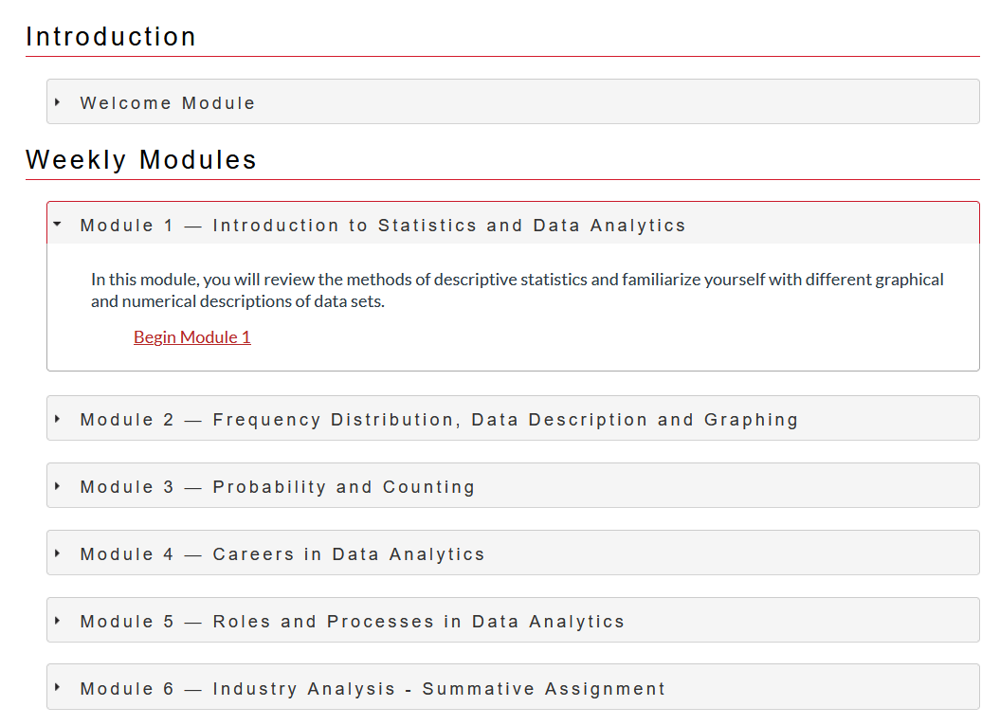 Introduction
Welcome Module
Weekly Modules
Module 1 — Introduction to Statistics and Data Analytics
In this module, you will review the methods of descriptive statistics and familiarize yourself with different graphical
and numerical descriptions of data sets.
Begin Module 1
Module 2 — Frequency Distribution, Data Description and Graphing
Module 3 — Probability and Counting
Module 4 — Careers in Data Analytics
Module 5 — Roles and Processes in Data Analytics
Module 6 — Industry Analysis - Summative Assignment